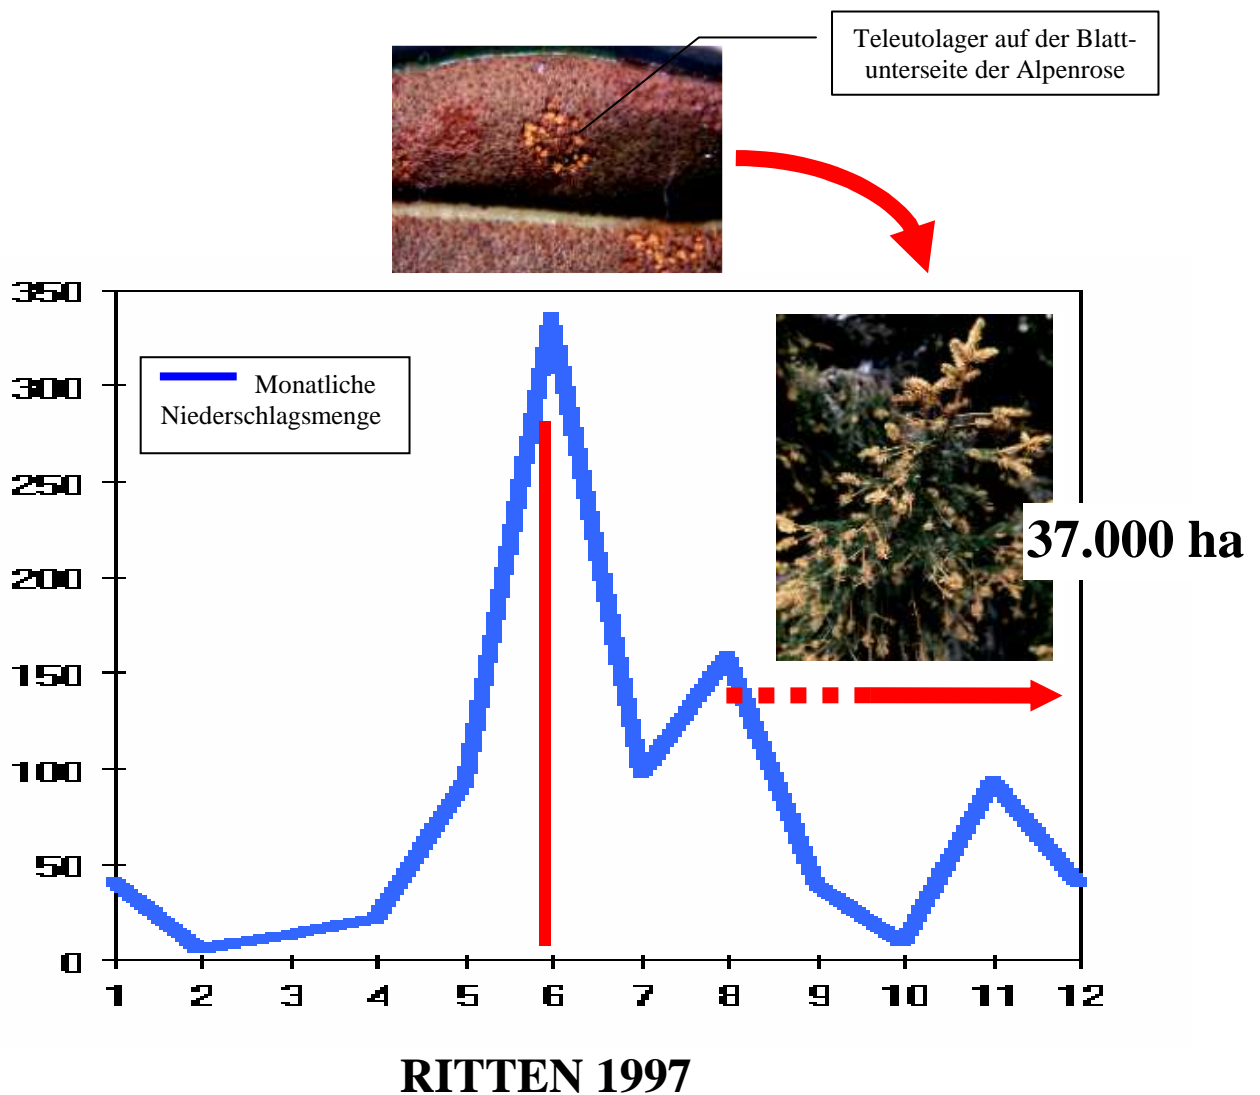 Teleutolager auf der Blatt-
unterseite der Alpenrose
350
300
250
200
150
100
50
0
Monatliche
Niederschlagsmenge
37.000 ha
1 2 3 4 5 6 7 8 9 10 11 12
RITTEN 1997